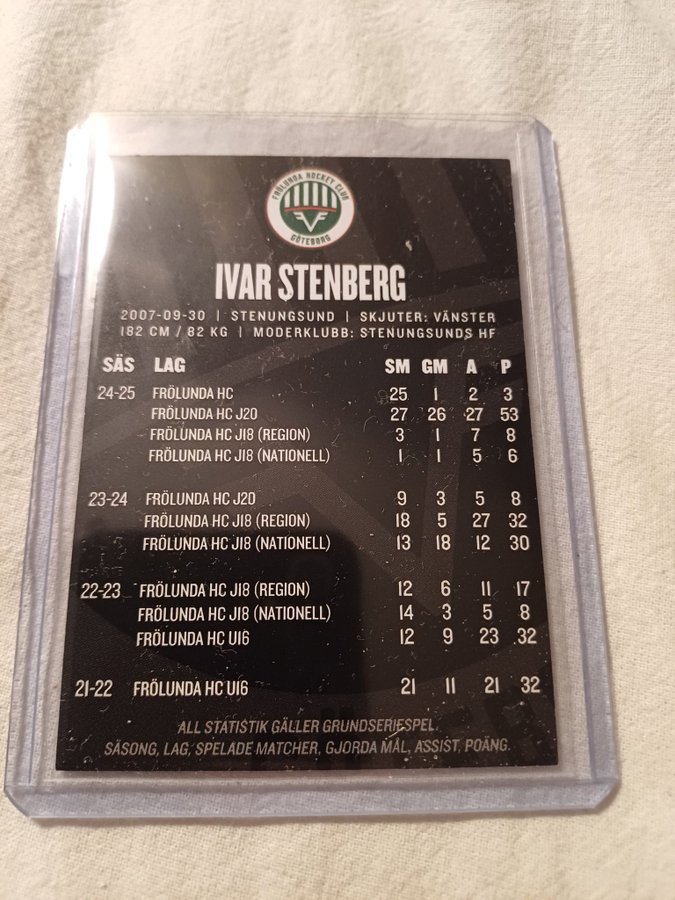 FRÖLUNDA HOCKEY CLUB
GÖTEBORG
IVAR STENBERG
2007-09-30 | STENUNGSUND | SKJUTER: VÄNSTER
182 CM / 82 KG | MODERKLUBB: STENUNGSUNDS HF
SÄS LAG SM GM A P
24-25 FRÖLUNDA HC 25 1 2 3
FRÖLUNDA HC J20 27 26 27 53
FRÖLUNDA HC J18 (REGION) 3 1 7 8
FRÖLUNDA HC J18 (NATIONELL) 1 1 5 6
23-24 FRÖLUNDA HC J20 9 3 5 8
FRÖLUNDA HC J18 (REGION) 18 5 27 32
FRÖLUNDA HC J18 (NATIONELL) 13 18 12 30
22-23 FRÖLUNDA HC J18 (REGION) 12 6 11 17
FRÖLUNDA HC J18 (NATIONELL) 14 3 5 8
FRÖLUNDA HC U16 12 9 23 32
21-22 FRÖLUNDA HC U16 21 11 21 32
ALL STATISTIK GÄLLER GRUNDSERIESPEL.
SÄSONG, LAG, SPELADE MATCHER, GJORDA MÅL, ASSIST, POÄNG.